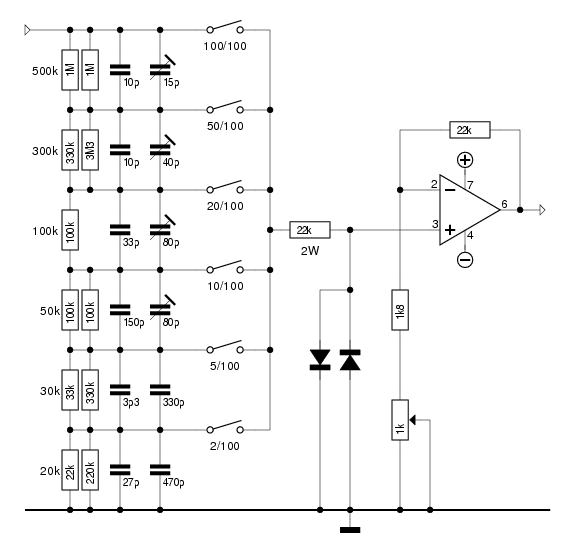 100/100
500k 1M 1M 10p 15p
50/100
300k 330k 3M3 10p 40p
20/100
100k 100k 33p 80p
10/100
50k 100k 100k 150p 80p
5/100
30k 33k 330k 3p3 330p
2/100
20k 22k 220k 27p 470p
22k
2W
22k
2
7
6
3
4
1k8
1k